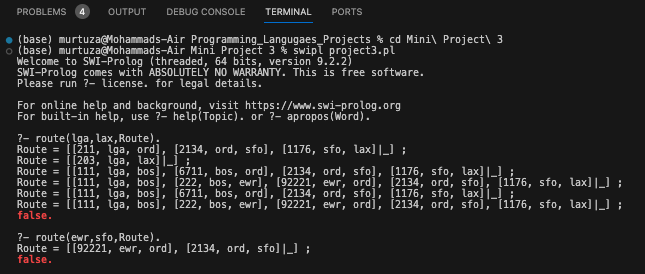 PROBLEMS 4 OUTPUT DEBUG CONSOLE TERMINAL PORTS
(base) murtuza@Mohammads-Air Programming_Langugaes_Projects % cd Mini\ Project\ 3
(base) murtuza@Mohammads-Air Mini Project 3 % swipl project3.pl
Welcome to SWI-Prolog (threaded, 64 bits, version 9.2.2)
SWI-Prolog comes with ABSOLUTELY NO WARRANTY. This is free software.
Please run ?- license. for legal details.
For online help and background, visit https://www.swi-prolog.org
For built-in help, use ?- help(Topic). or ?- apropos(Word).
?- route(lga,lax,Route).
Route = [[211, lga, ord], [2134, ord, sfo], [1176, sfo, lax]|_] ;
Route = [[203, lga, lax]|_] ;
Route = [[111, lga, bos], [6711, bos, ord], [2134, ord, sfo], [1176, sfo, lax]|_] ;
Route = [[111, lga, bos], [222, bos, ewr], [92221, ewr, ord], [2134, ord, sfo], [1176, sfo, lax]|_] ;
Route = [[111, lga, bos], [6711, bos, ord], [2134, ord, sfo], [1176, sfo, lax]|_] ;
Route = [[111, lga, bos], [222, bos, ewr], [92221, ewr, ord], [2134, ord, sfo], [1176, sfo, lax]|_] ;
false.
?- route(ewr,sfo,Route).
Route = [[92221, ewr, ord], [2134, ord, sfo]|_] ;
false.